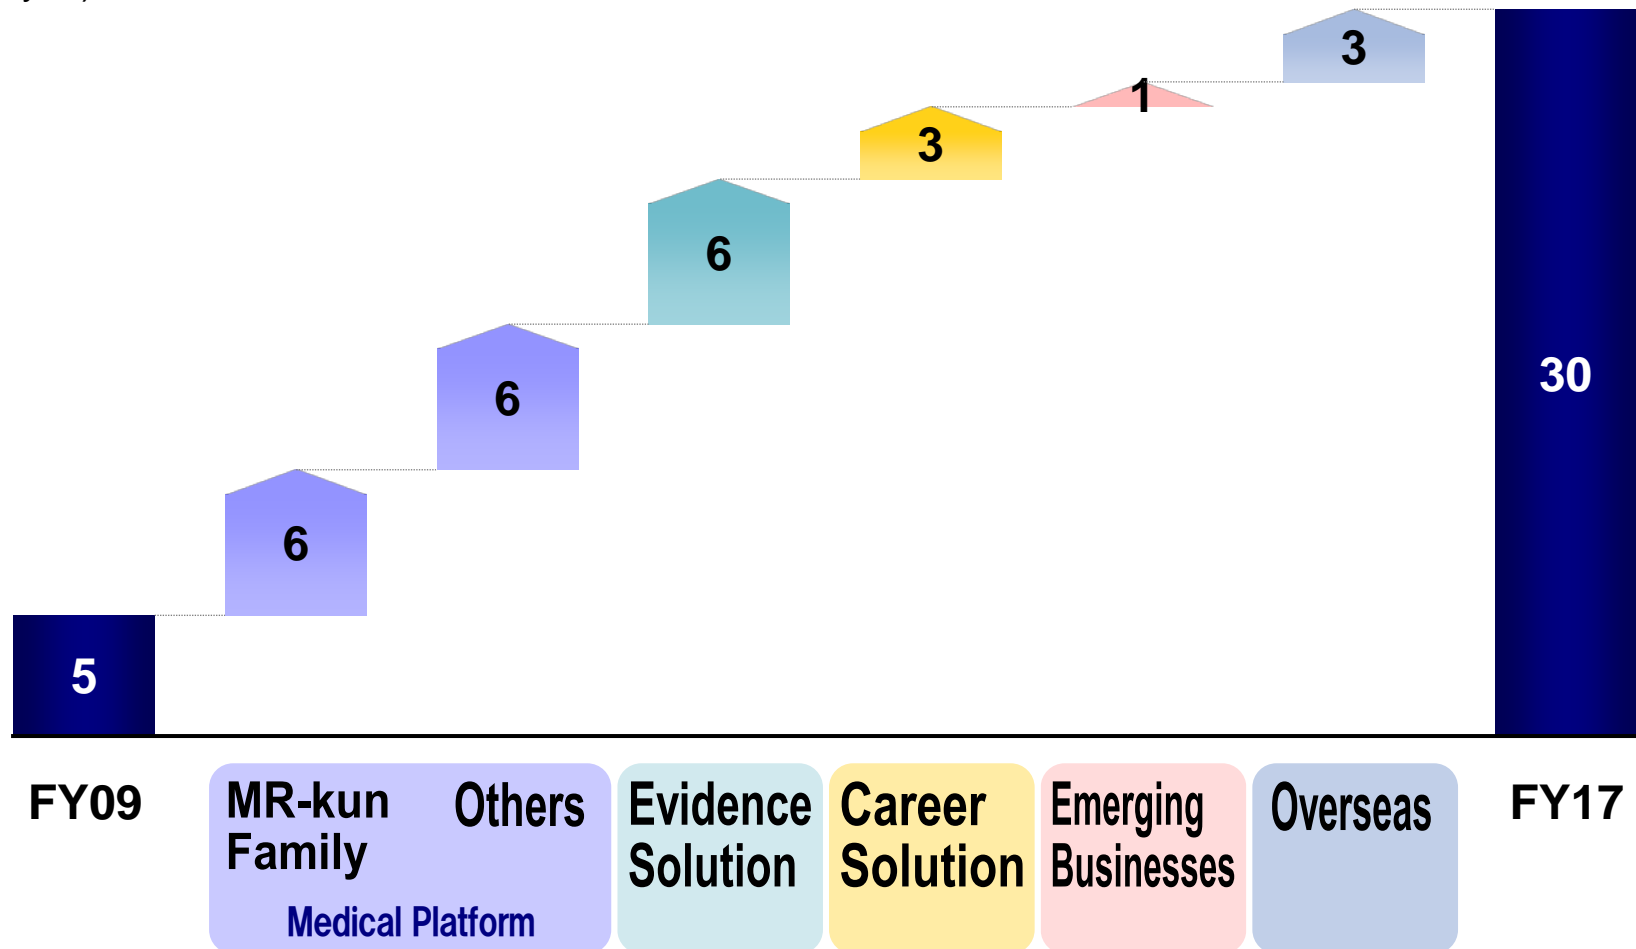 3
1
3
6
6
6
5
30
FY09
MR-kun
Family
Others
Medical Platform
Evidence
Solution
Career
Solution
Emerging
Businesses
Overseas
FY17